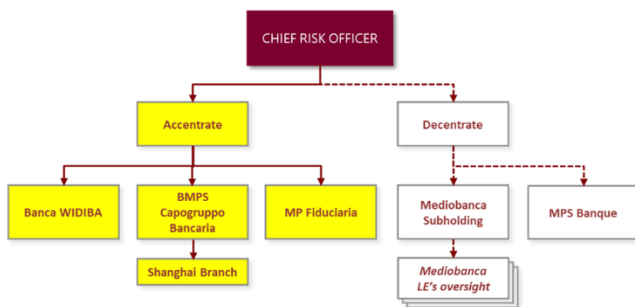 CHIEF RISK OFFICER
Accentrate
Decentrate
Banca WIDIBA
BMPS
Capogruppo
Bancaria
MP Fiduciaria
Mediobanca
Subholding
MPS Banque
Shanghai Branch
Mediobanca
LE's oversight